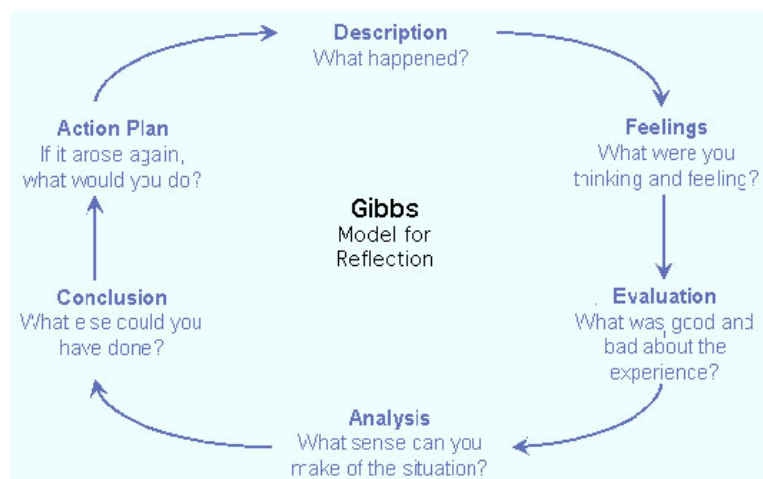 Description
What happened?
Feelings
What were you
thinking and feeling?
Evaluation
What was good and
bad about the
experience?
Analysis
What sense can you
make of the situation?
Conclusion
What else could you
have done?
Action Plan
If it arose again,
what would you do?
Gibbs
Model for
Reflection